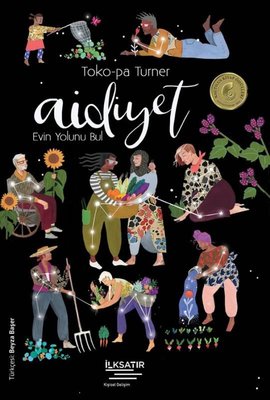 Toko-pa Turner
aidiyet
Evin Yolunu Bul
Türkçesi: Beyza Başer
İLKSATIR
Kişisel Gelişim